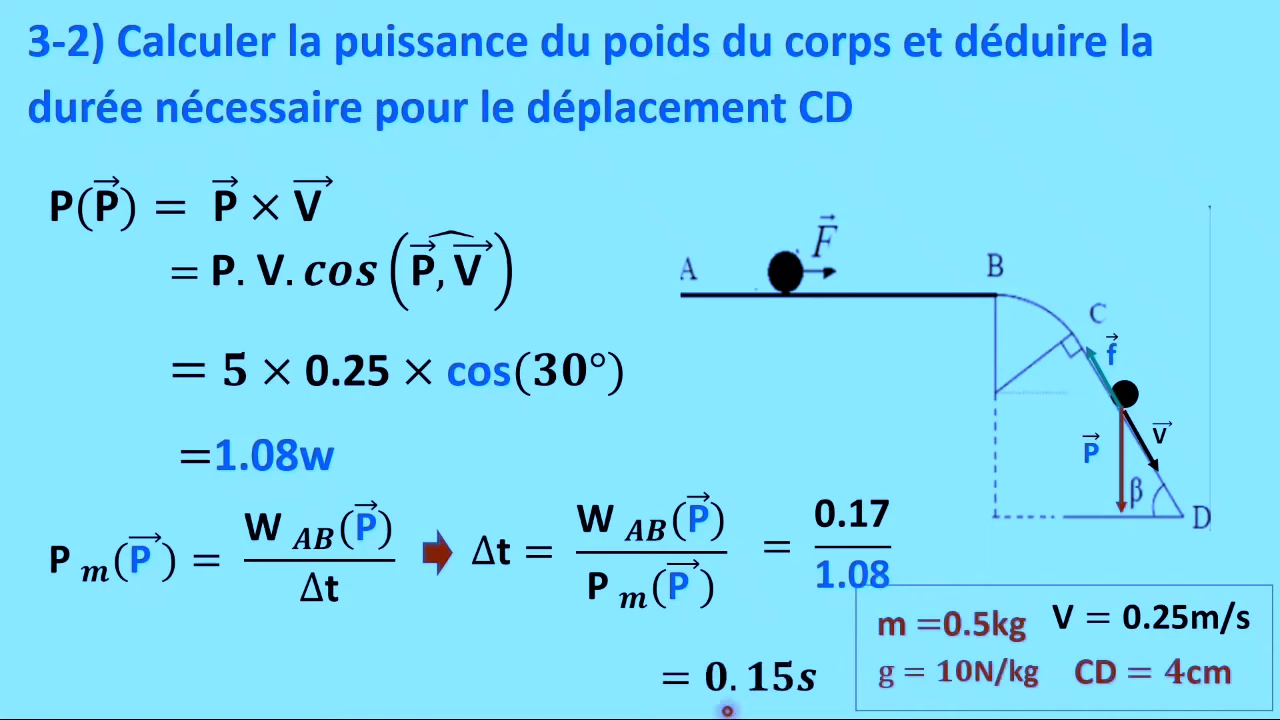 3-2) Calculer la puissance du poids du corps et déduire la
durée nécessaire pour le déplacement CD
P(P⃗) = P⃗ × V⃗
= P. V. cos(P⃗, V⃗)
= 5 × 0.25 × cos(30°)
=1.08w
P m(P⃗) = W AB(P⃗) / Δt ➡ Δt = W AB(P⃗) / P m(P⃗) = 0.17 / 1.08
= 0.15s
A
F⃗
B
C
f⃗
V⃗
P⃗
β
D
m =0.5kg V = 0.25m/s
g = 10N/kg CD = 4cm